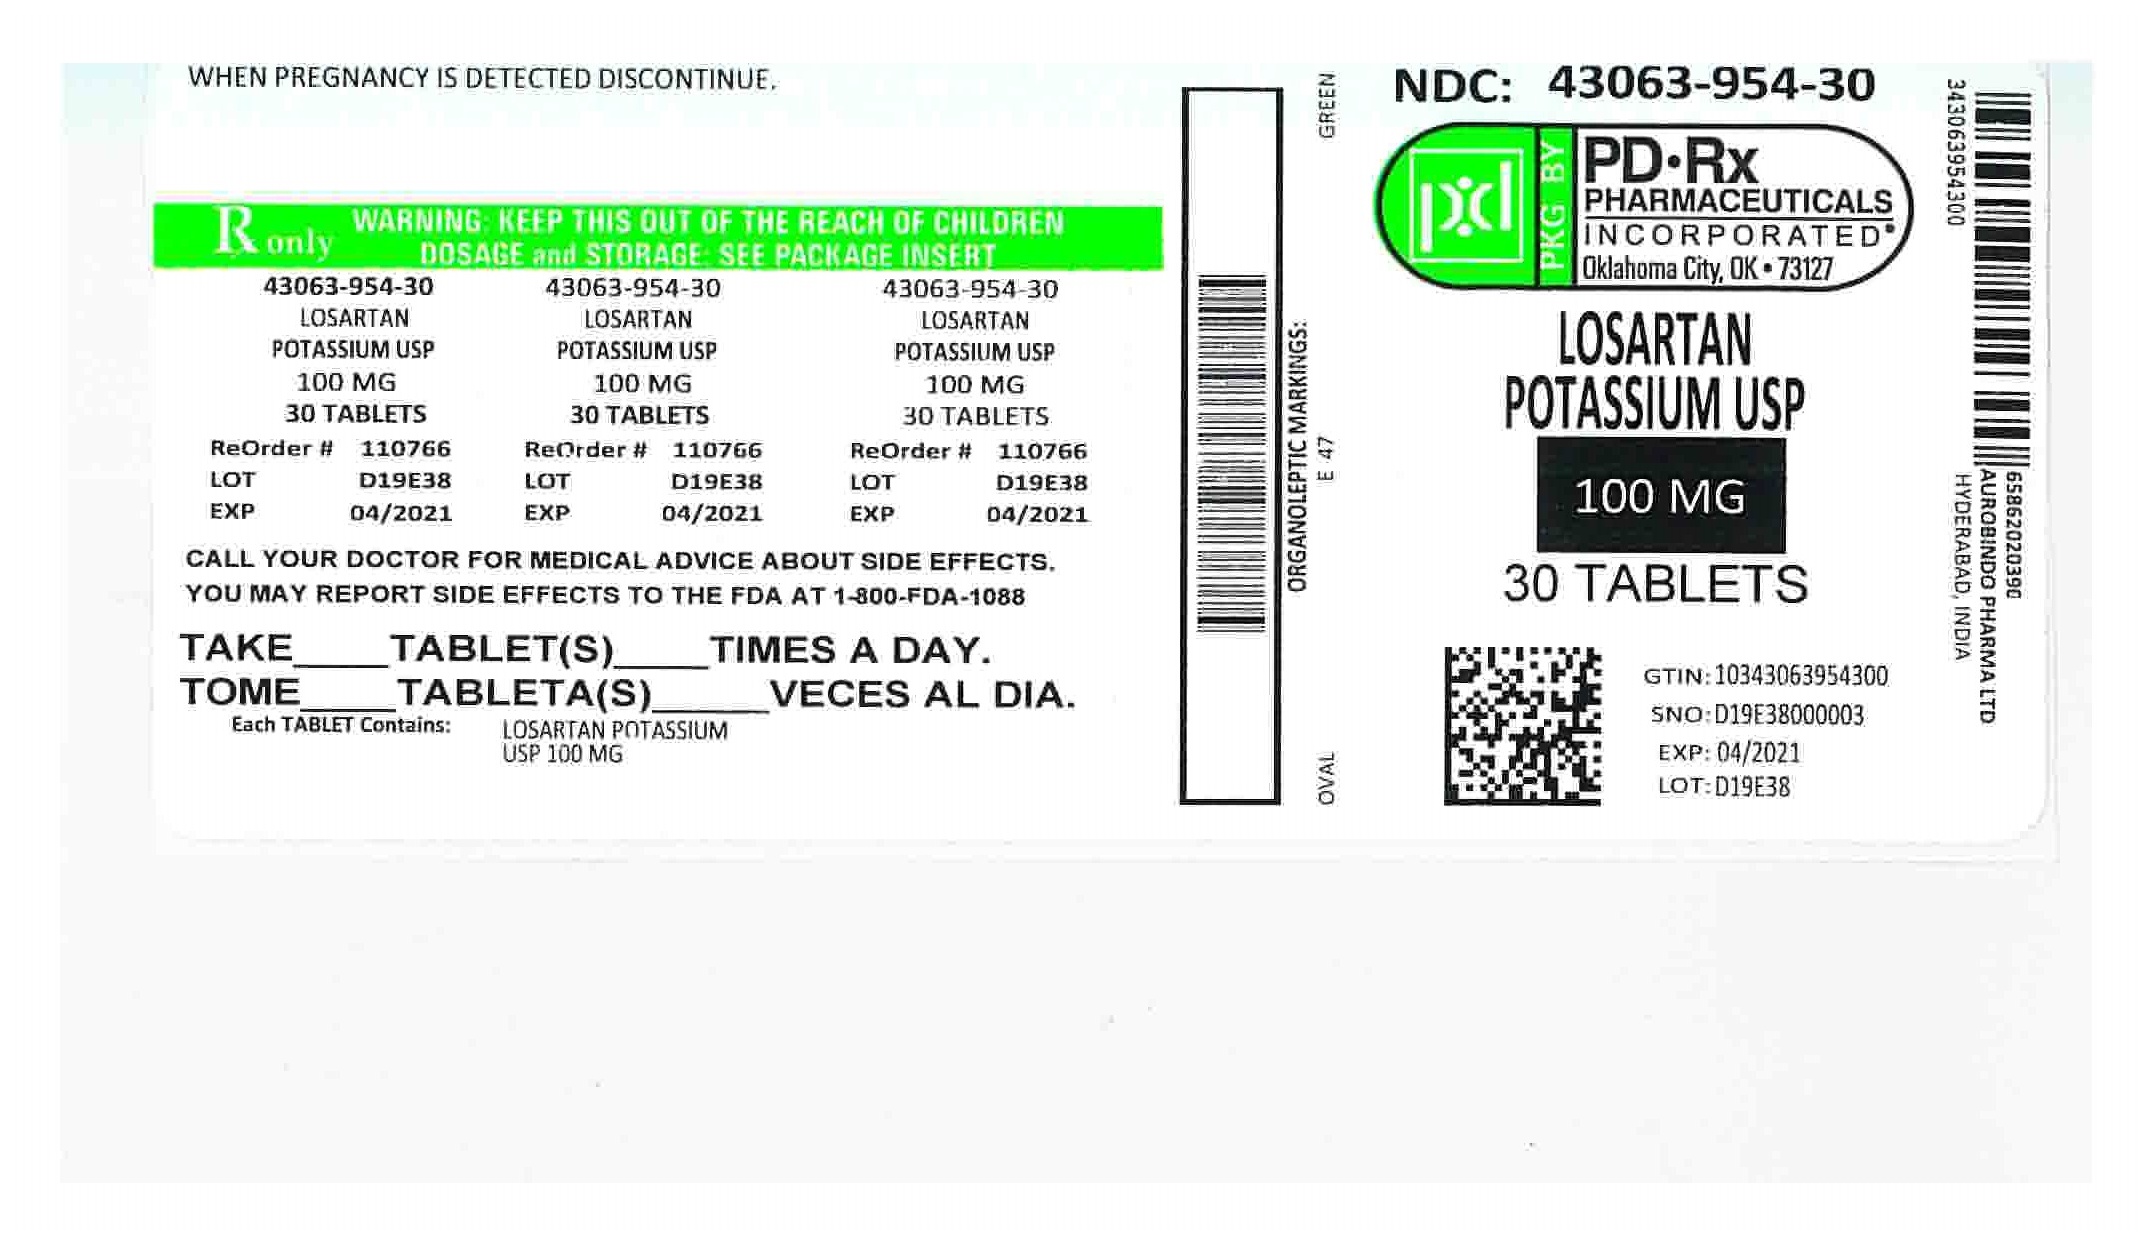 WHEN PREGNANCY IS DETECTED DISCONTINUE.
R only
WARNING: KEEP THIS OUT OF THE REACH OF CHILDREN
DOSAGE and STORAGE: SEE PACKAGE INSERT
43063-954-30 43063-954-30 43063-954-30
LOSARTAN LOSARTAN LOSARTAN
POTASSIUM USP POTASSIUM USP POTASSIUM USP
100 MG 100 MG 100 MG
30 TABLETS 30 TABLETS 30 TABLETS
ReOrder # 110766 ReOrder # 110766 ReOrder # 110766
LOT D19E38 LOT D19E38 LOT D19E38
EXP 04/2021 EXP 04/2021 EXP 04/2021
CALL YOUR DOCTOR FOR MEDICAL ADVICE ABOUT SIDE EFFECTS.
YOU MAY REPORT SIDE EFFECTS TO THE FDA AT 1-800-FDA-1088
TAKE____TABLET(S)____TIMES A DAY.
TOME____TABLETA(S)_____VECES AL DIA.
Each TABLET Contains: LOSARTAN POTASSIUM
USP 100 MG
ORGANOLEPTIC MARKINGS:
OVAL E 47 GREEN
NDC: 43063-954-30
PKG BY
PD•Rx
PHARMACEUTICALS
INCORPORATED®
Oklahoma City, OK • 73127
LOSARTAN
POTASSIUM USP
100 MG
30 TABLETS
GTIN: 10343063954300
SNO: D19E38000003
EXP: 04/2021
LOT: D19E38
343063954300
65862020390
AUROBINDO PHARMA LTD
HYDERABAD, INDIA